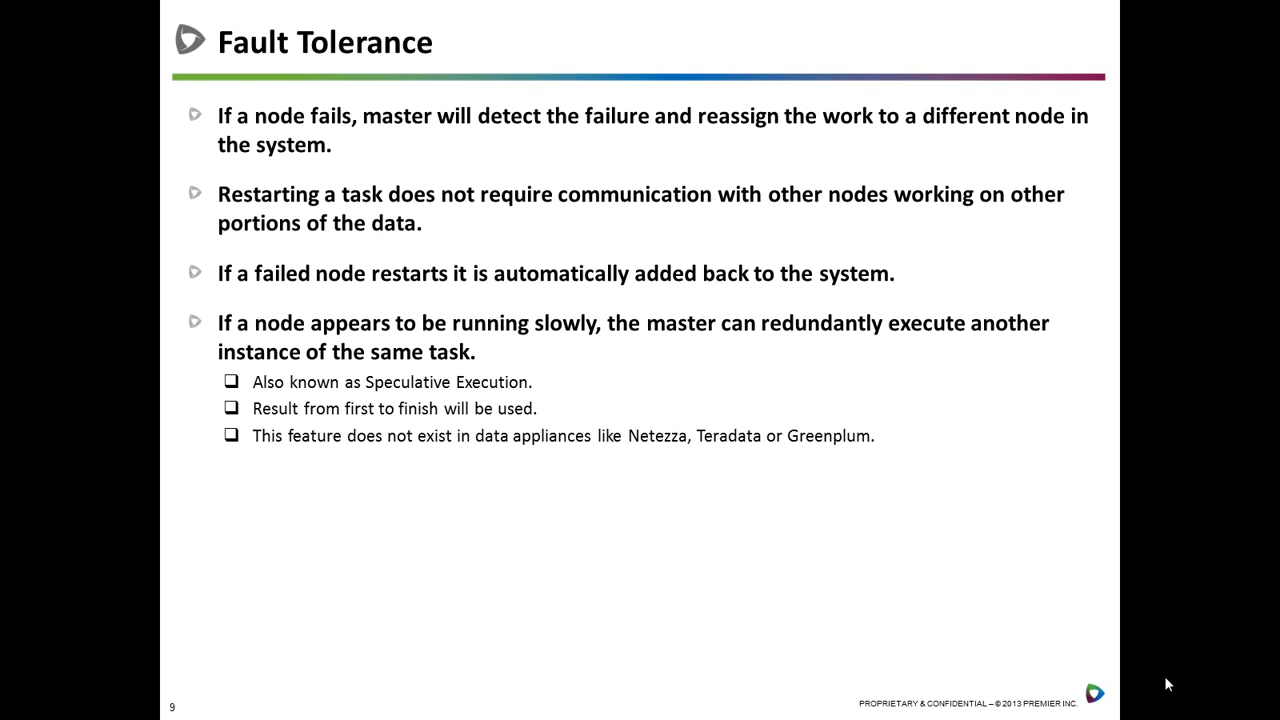 Fault Tolerance
If a node fails, master will detect the failure and reassign the work to a different node in
the system.
Restarting a task does not require communication with other nodes working on other
portions of the data.
If a failed node restarts it is automatically added back to the system.
If a node appears to be running slowly, the master can redundantly execute another
instance of the same task.
Also known as Speculative Execution.
Result from first to finish will be used.
This feature does not exist in data appliances like Netezza, Teradata or Greenplum.
9
PROPRIETARY & CONFIDENTIAL – © 2013 PREMIER INC.